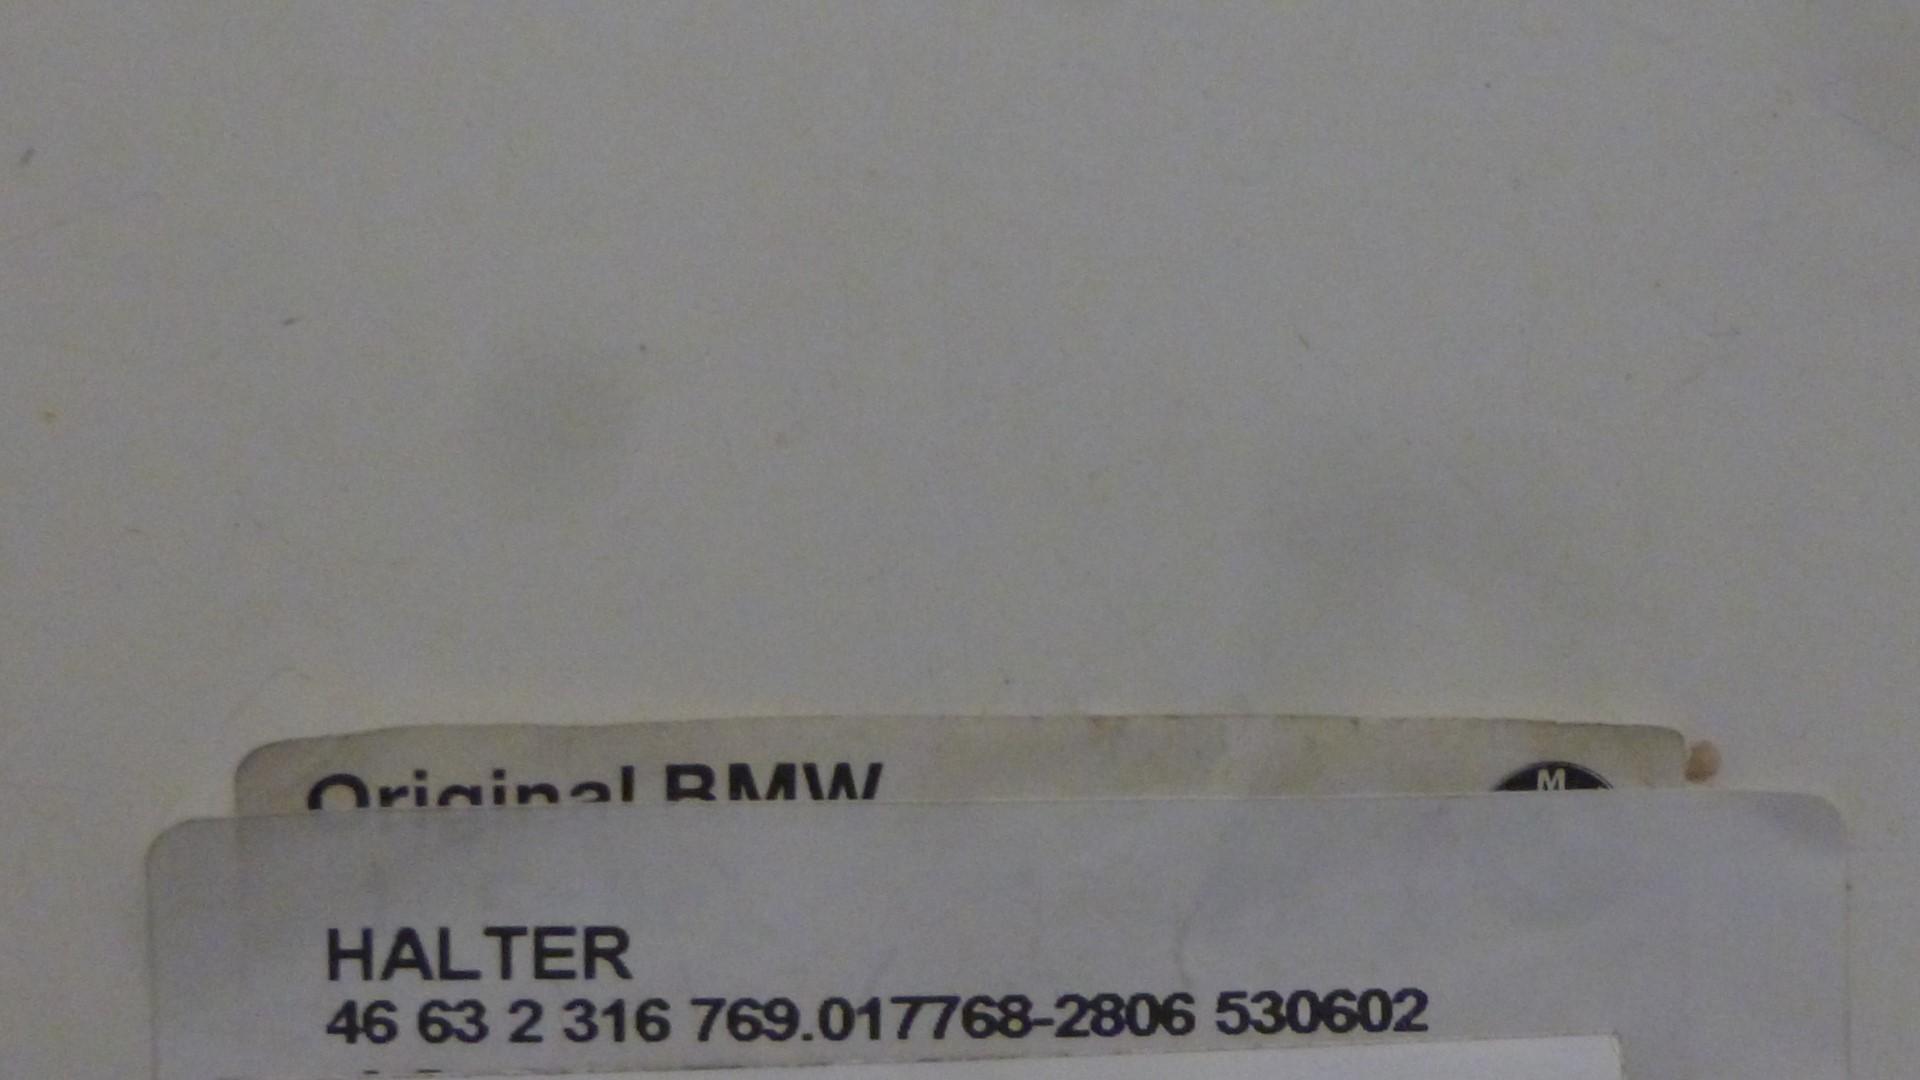 Original BMW
M
HALTER
46 63 2 316 769.017768-2806 530602